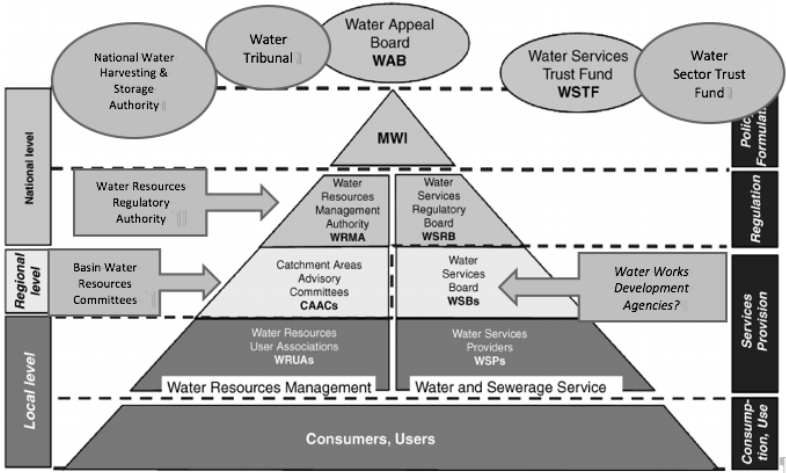 National Water
Harvesting &
Storage
Authority
Water
Tribunal
Water Appeal
Board
WAB
Water Services
Trust Fund
WSTF
Water
Sector Trust
Fund
National level
MWI
Policy
Formulati
Water Resources
Regulatory
Authority
Water
Resources
Management
Authority
WRMA
Water
Services
Regulatory
Board
WSRB
Regulation
Regional
level
Basin Water
Resources
Committees
Catchment Areas
Advisory
Committees
CAACs
Water
Services
Board
WSBs
Water Works
Development
Agencies?
Services
Provision
Local level
Water Resources
User Associations
WRUAs
Water Services
Providers
WSPs
Water Resources Management
Water and Sewerage Service
Consumers, Users
Consump-
tion, Use